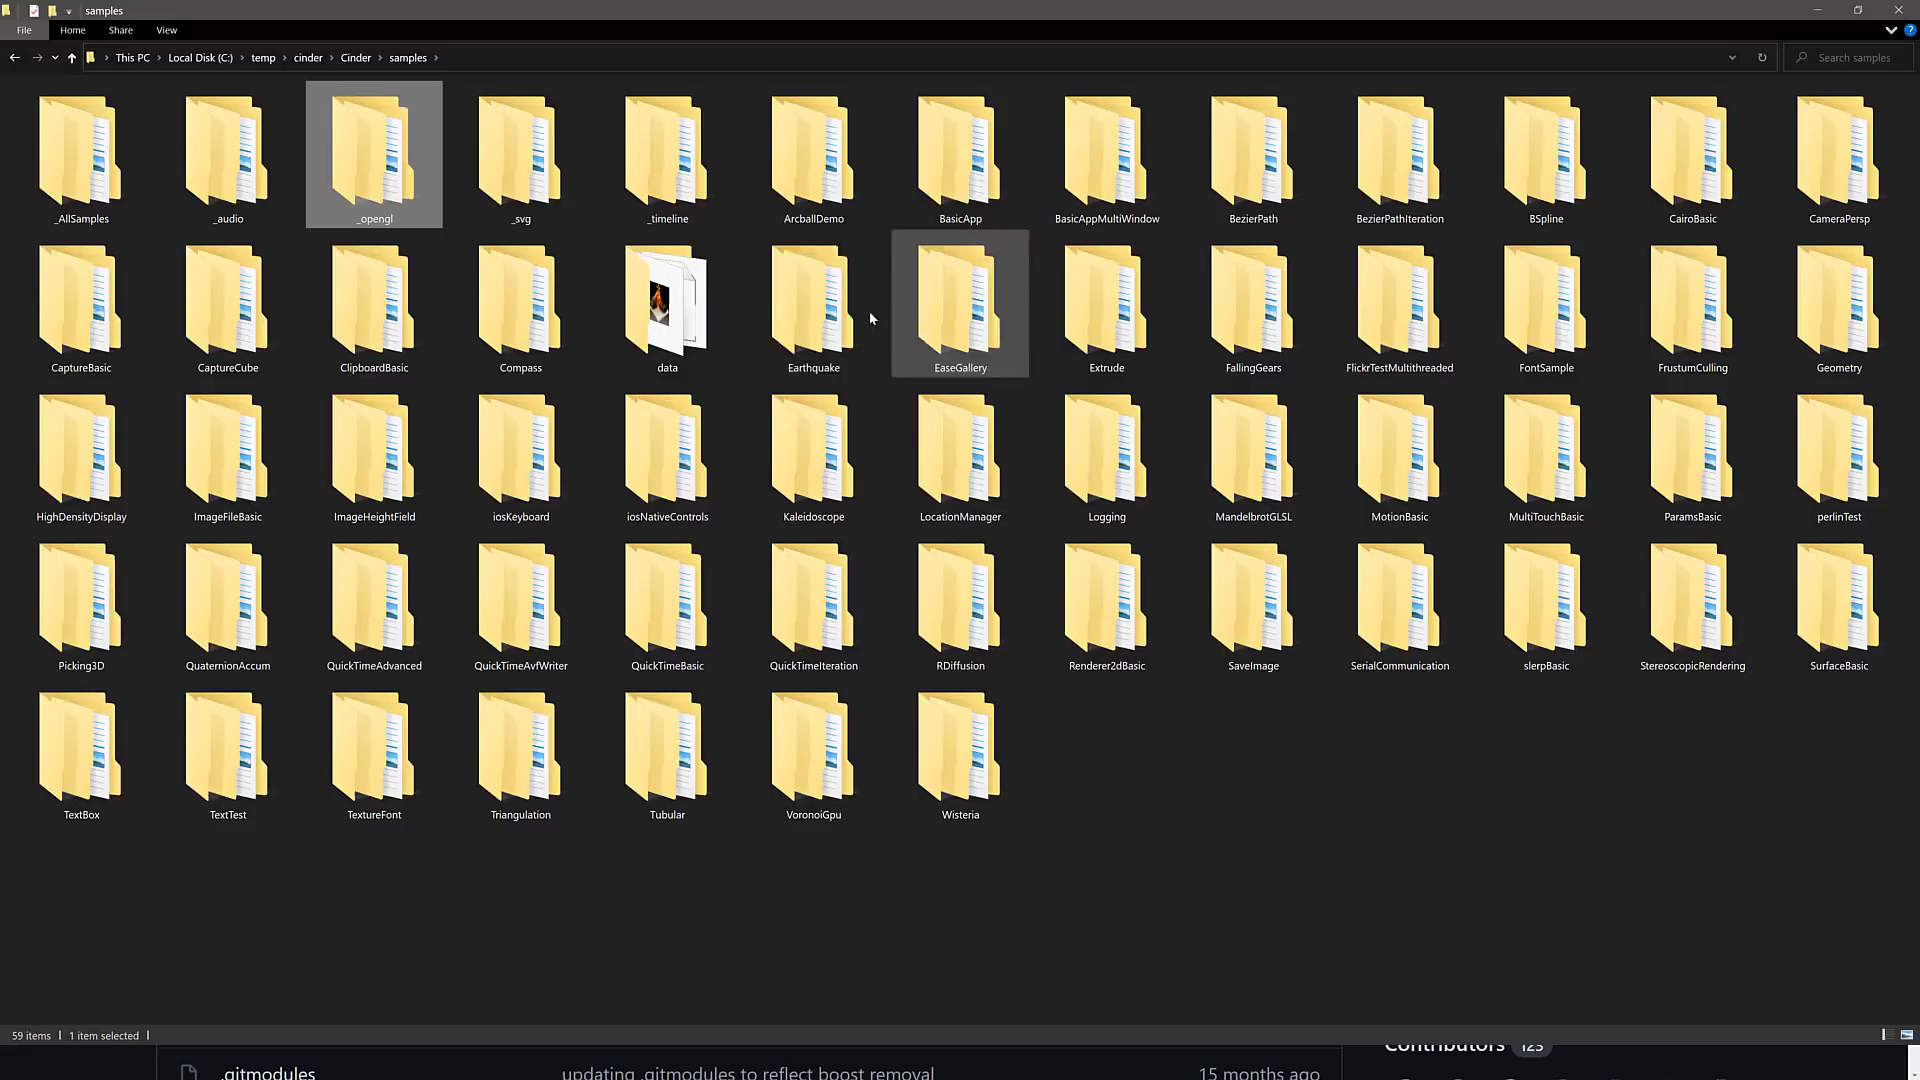 samples
File Home Share View
This PC Local Disk (C:) temp cinder Cinder samples Search samples
_AllSamples _audio _opengl _svg _timeline ArcballDemo BasicApp BasicAppMultiWindow BezierPath BezierPathIteration BSpline CairoBasic CameraPersp
CaptureBasic CaptureCube ClipboardBasic Compass data Earthquake EaseGallery Extrude FallingGears FlickrTestMultithreaded FontSample FrustumCulling Geometry
HighDensityDisplay ImageFileBasic ImageHeightField iosKeyboard iosNativeControls Kaleidoscope LocationManager Logging MandelbrotGLSL MotionBasic MultiTouchBasic ParamsBasic perlinTest
Picking3D QuaternionAccum QuickTimeAdvanced QuickTimeAvfWriter QuickTimeBasic QuickTimeIteration RDiffusion Renderer2dBasic SaveImage SerialCommunication slerpBasic StereoscopicRendering SurfaceBasic
TextBox TextTest TextureFont Triangulation Tubular VoronoiGpu Wisteria
59 items 1 item selected
Contributors 123
.gitmodules updating .gitmodules to reflect boost removal 15 months ago